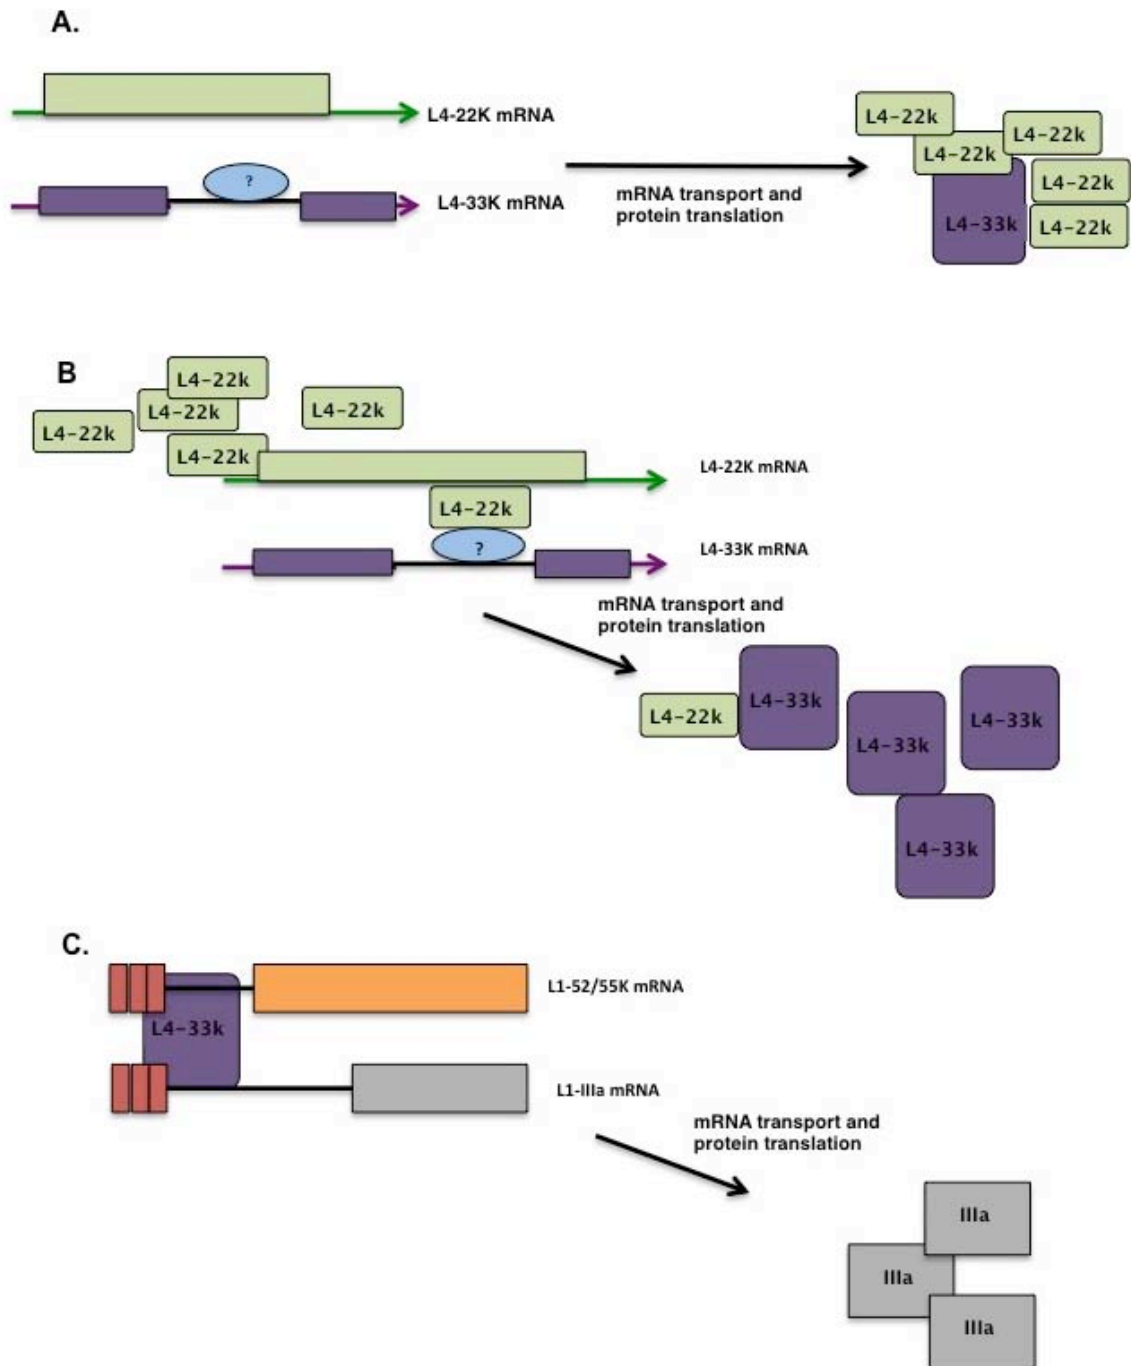 A.
L4-22K mRNA
?
L4-33K mRNA
mRNA transport and
protein translation
L4-22k
L4-22k
L4-22k
L4-22k
L4-22k
L4-33k
B
L4-22k
L4-22k
L4-22k
L4-22k
L4-22k
L4-22K mRNA
L4-22k
?
L4-33K mRNA
mRNA transport and
protein translation
L4-22k
L4-33k
L4-33k
L4-33k
L4-33k
C.
L1-52/55K mRNA
L4-33k
L1-IIIa mRNA
mRNA transport and
protein translation
IIIa
IIIa
IIIa